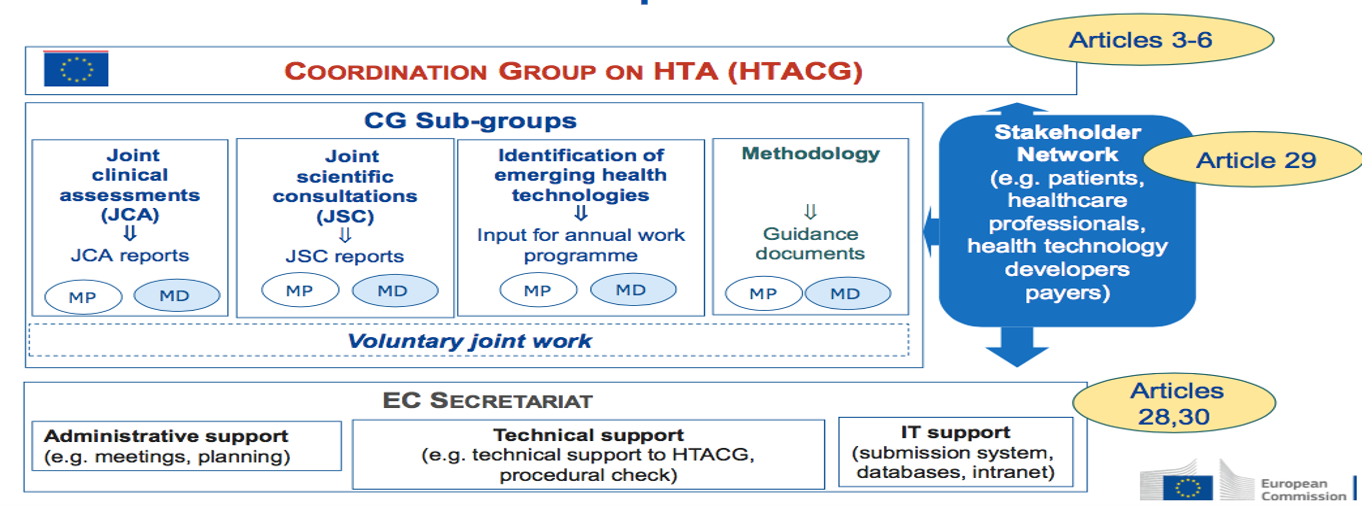 Articles 3-6
COORDINATION GROUP ON HTA (HTACG)
CG Sub-groups
Joint
clinical
assessments
(JCA)
⇓
JCA reports
MP
MD
Joint
scientific
consultations
(JSC)
⇓
JSC reports
MP
MD
Identification of
emerging health
technologies
⇓
Input for annual work
programme
MP
MD
Methodology
⇓
Guidance
documents
MP
MD
Voluntary joint work
Stakeholder
Network
(e.g. patients,
healthcare
professionals,
health technology
developers
payers)
Article 29
EC SECRETARIAT
Articles
28,30
Administrative support
(e.g. meetings, planning)
Technical support
(e.g. technical support to HTACG,
procedural check)
IT support
(submission system,
databases, intranet)
European
Commission